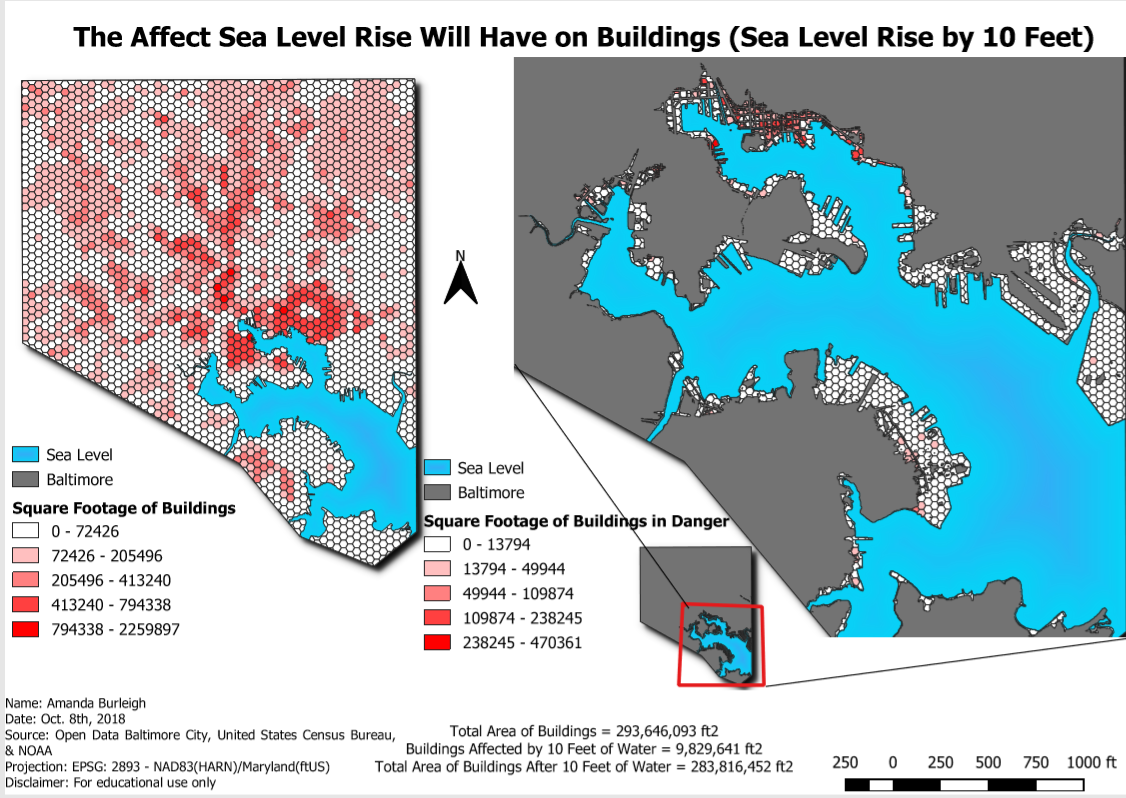 The Affect Sea Level Rise Will Have on Buildings (Sea Level Rise by 10 Feet)
N
Sea Level
Baltimore
Square Footage of Buildings
0 - 72426
72426 - 205496
205496 - 413240
413240 - 794338
794338 - 2259897
Sea Level
Baltimore
Square Footage of Buildings in Danger
0 - 13794
13794 - 49944
49944 - 109874
109874 - 238245
238245 - 470361
Name: Amanda Burleigh
Date: Oct. 8th, 2018
Source: Open Data Baltimore City, United States Census Bureau,
& NOAA
Projection: EPSG: 2893 - NAD83(HARN)/Maryland(ftUS)
Disclaimer: For educational use only
Total Area of Buildings = 293,646,093 ft2
Buildings Affected by 10 Feet of Water = 9,829,641 ft2
Total Area of Buildings After 10 Feet of Water = 283,816,452 ft2
250 0 250 500 750 1000 ft